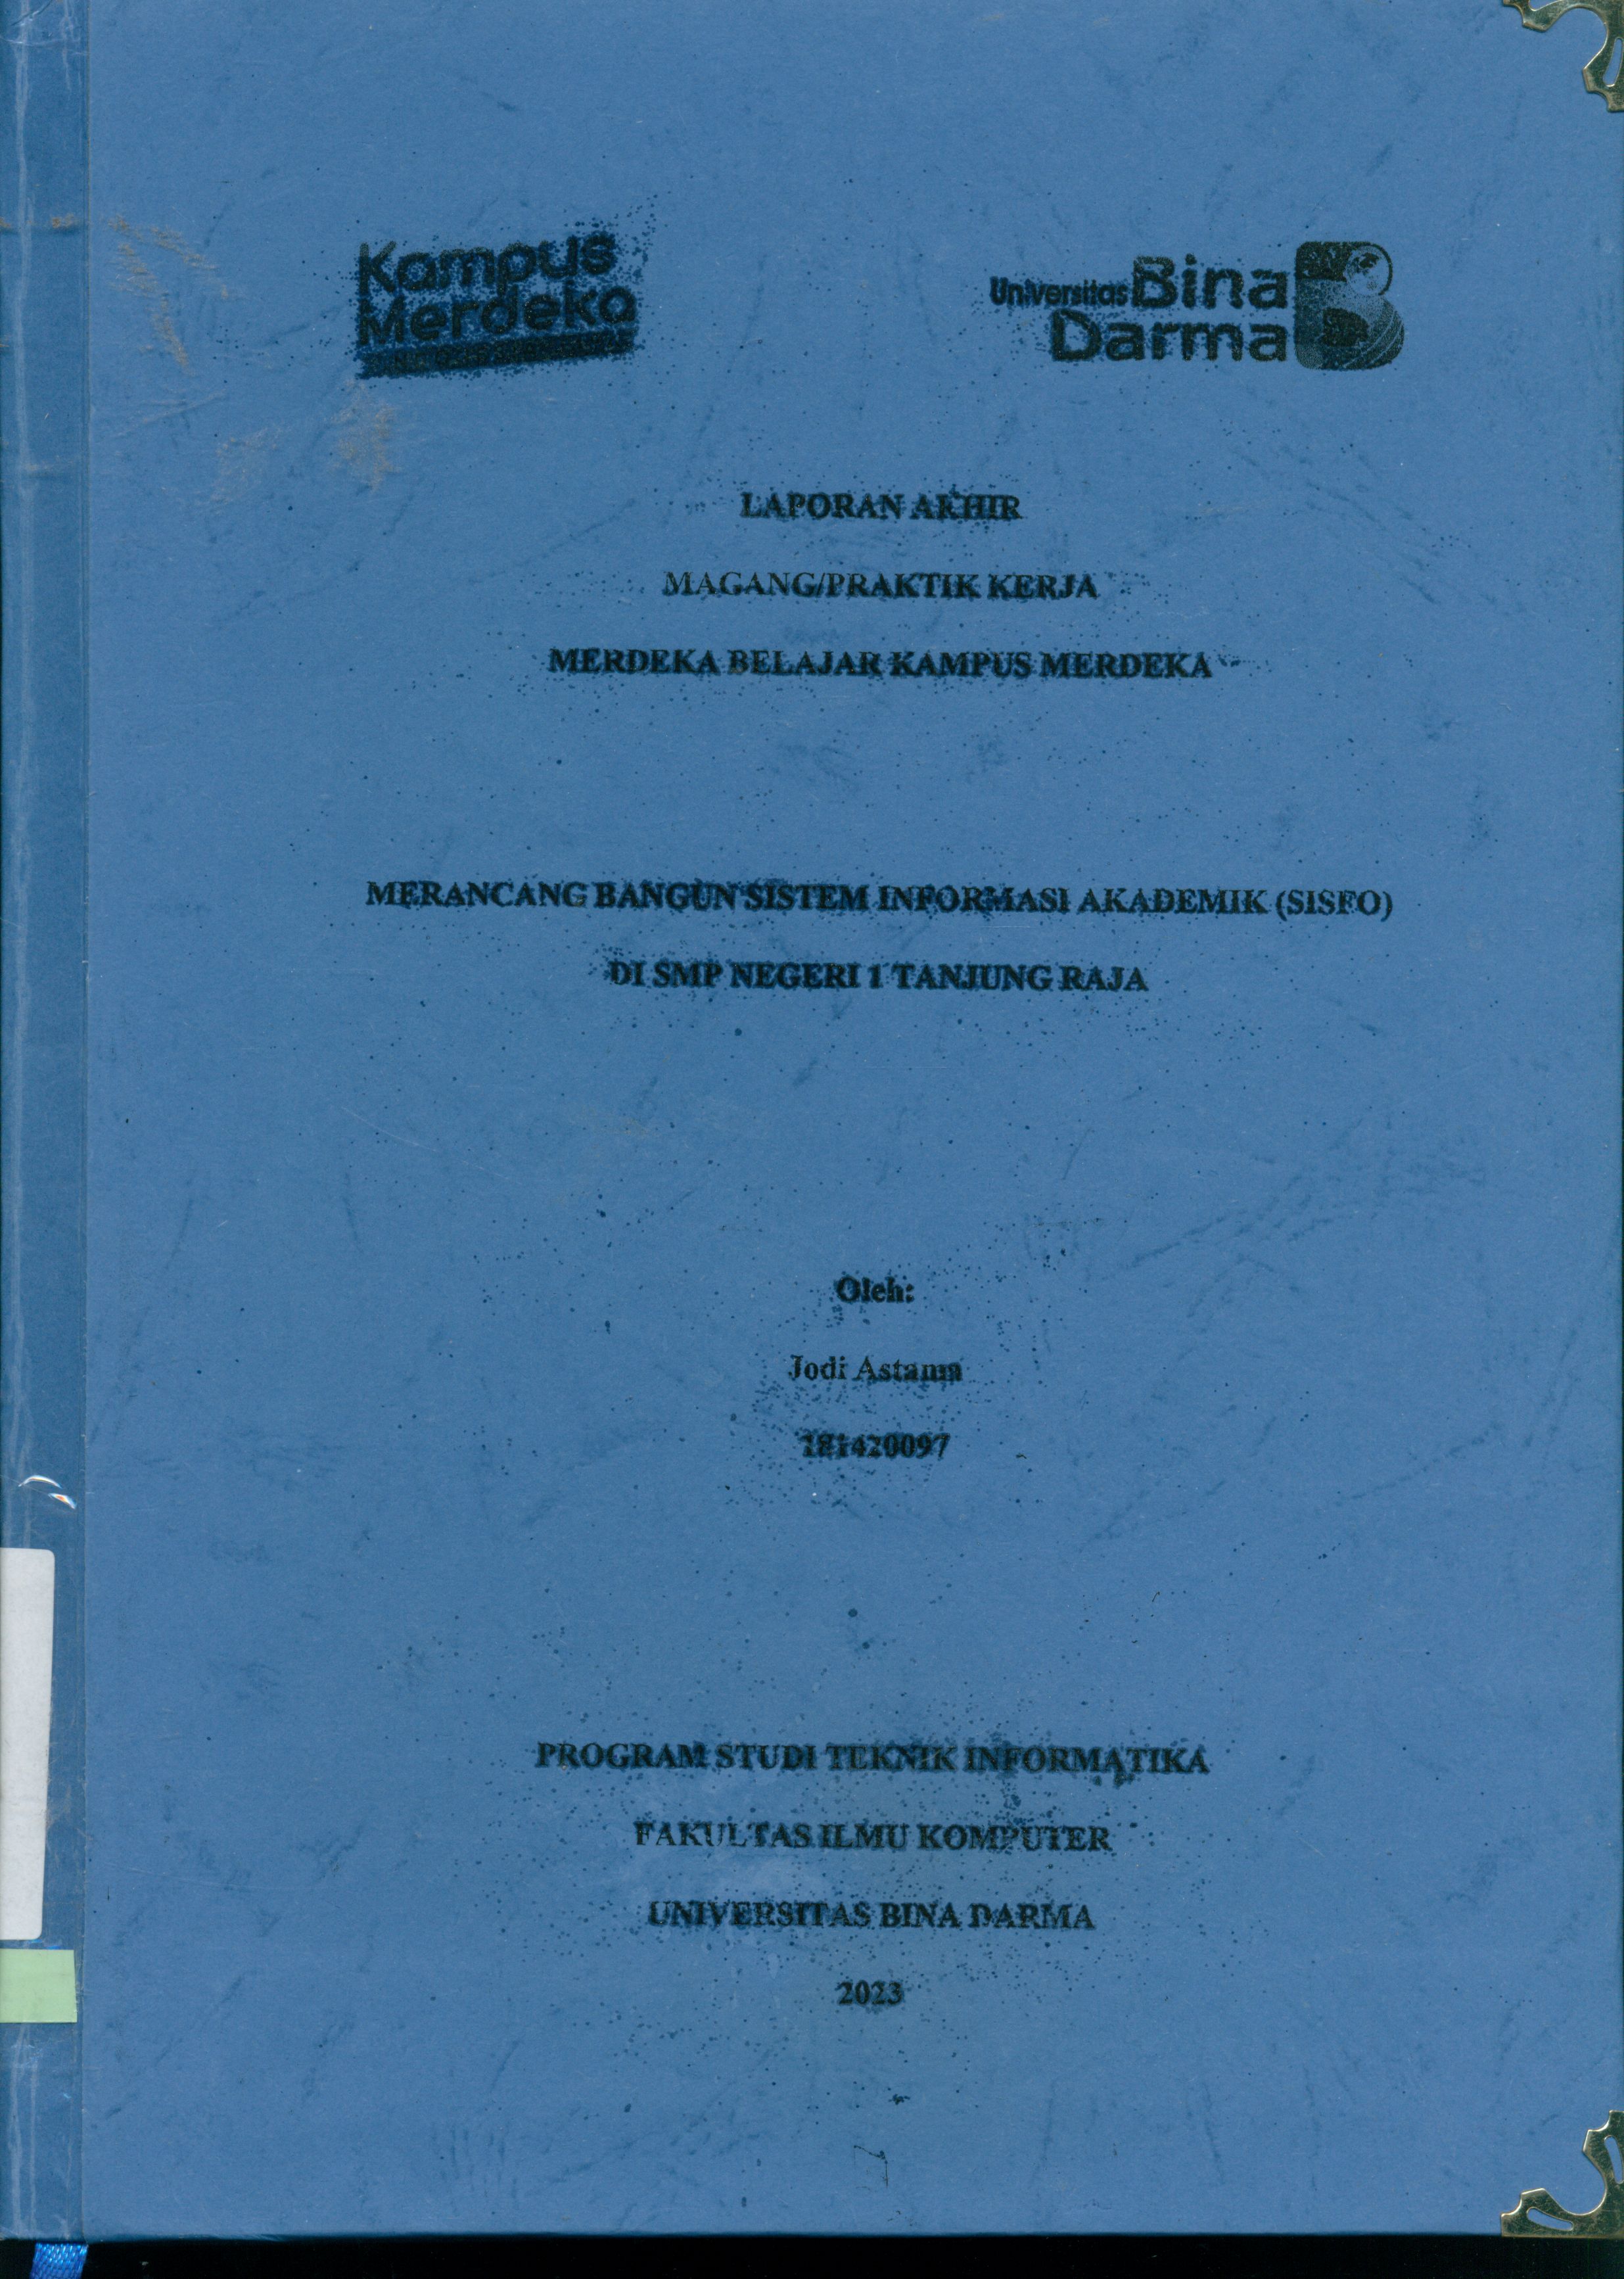 Kampus
Merdeka
Universitas Bina
Darma
LAPORAN AKHIR
MAGANG/PRAKTIK KERJA
MERDEKA BELAJAR KAMPUS MERDEKA
MERANCANG BANGUN SISTEM INFORMASI AKADEMIK (SISFO)
DI SMP NEGERI 1 TANJUNG RAJA
Oleh:
Jodi Astama
181420097
PROGRAM STUDI TEKNIK INFORMATIKA
FAKULTAS ILMU KOMPUTER
UNIVERSITAS BINA DARMA
2023